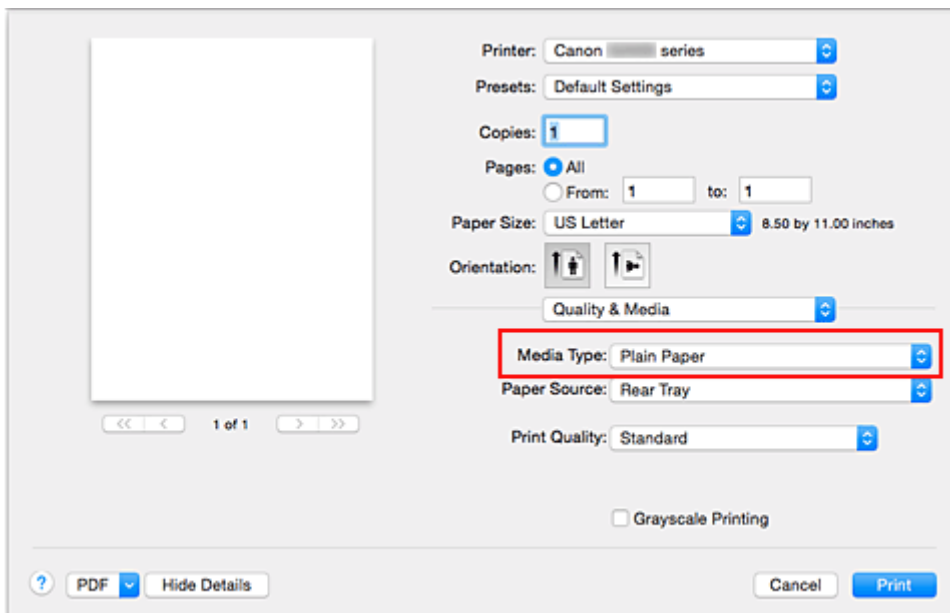 Printer: Canon series
Presets: Default Settings
Copies: 1
Pages: All
From: 1 to: 1
Paper Size: US Letter 8.50 by 11.00 inches
Orientation:
Quality & Media
Media Type: Plain Paper
Paper Source: Rear Tray
<< < 1 of 1 > >>
Print Quality: Standard
Grayscale Printing
? PDF Hide Details Cancel Print